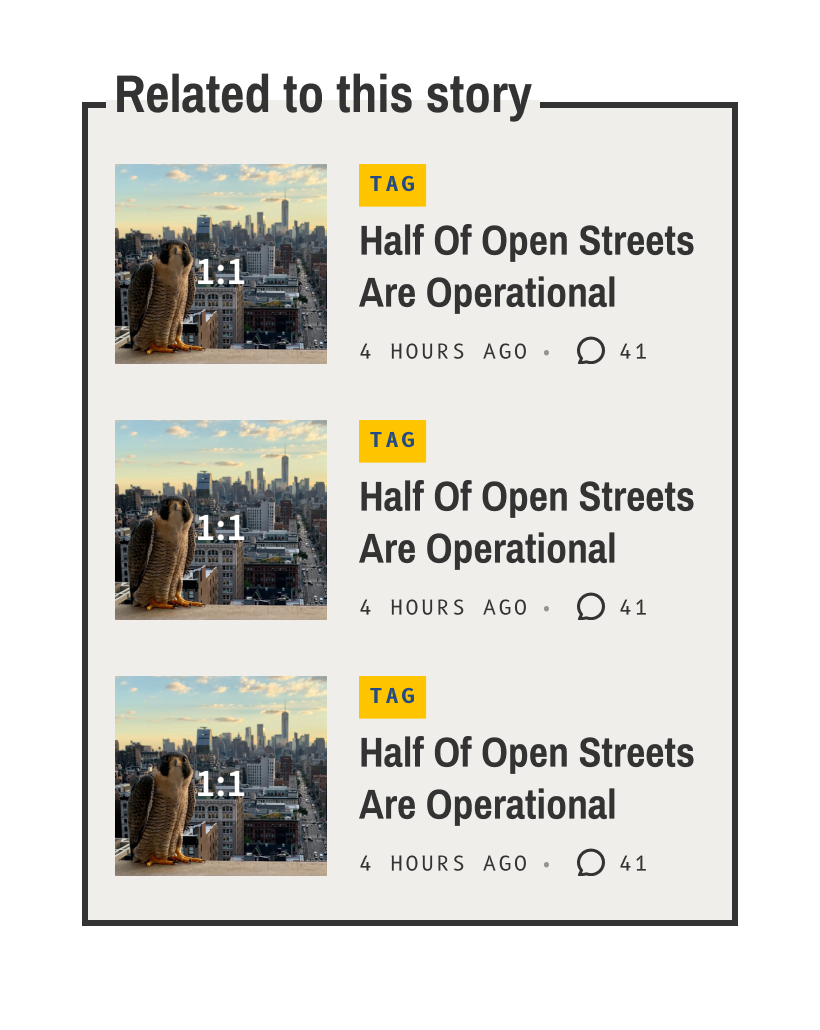 Related to this story
1:1
TAG
Half Of Open Streets
Are Operational
4 HOURS AGO • 41
1:1
TAG
Half Of Open Streets
Are Operational
4 HOURS AGO • 41
1:1
TAG
Half Of Open Streets
Are Operational
4 HOURS AGO • 41